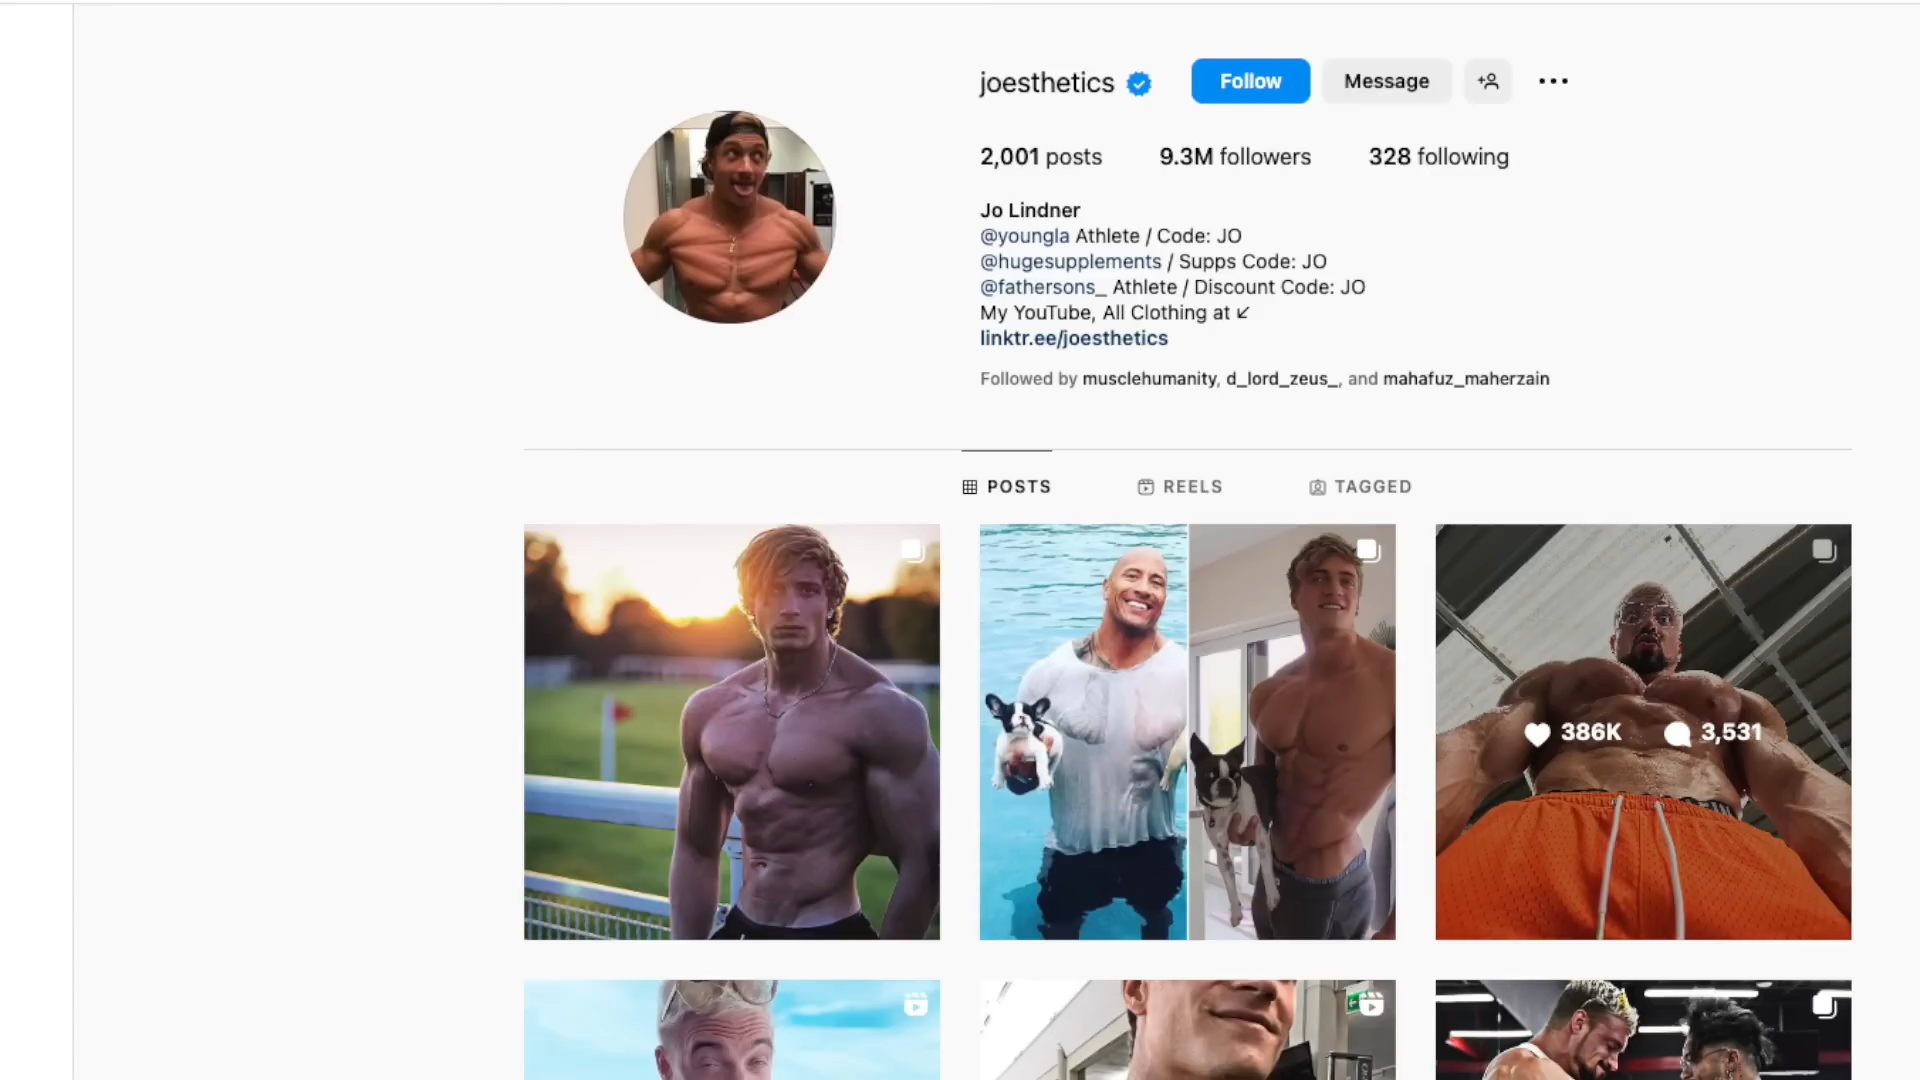 joesthetics Follow Message
2,001 posts 9.3M followers 328 following
Jo Lindner
@youngla Athlete / Code: JO
@hugesupplements / Supps Code: JO
@fathersons_ Athlete / Discount Code: JO
My YouTube, All Clothing at ↙
linktr.ee/joesthetics
Followed by musclehumanity, d_lord_zeus_, and mahafuz_maherzain
POSTS REELS TAGGED
386K 3,531